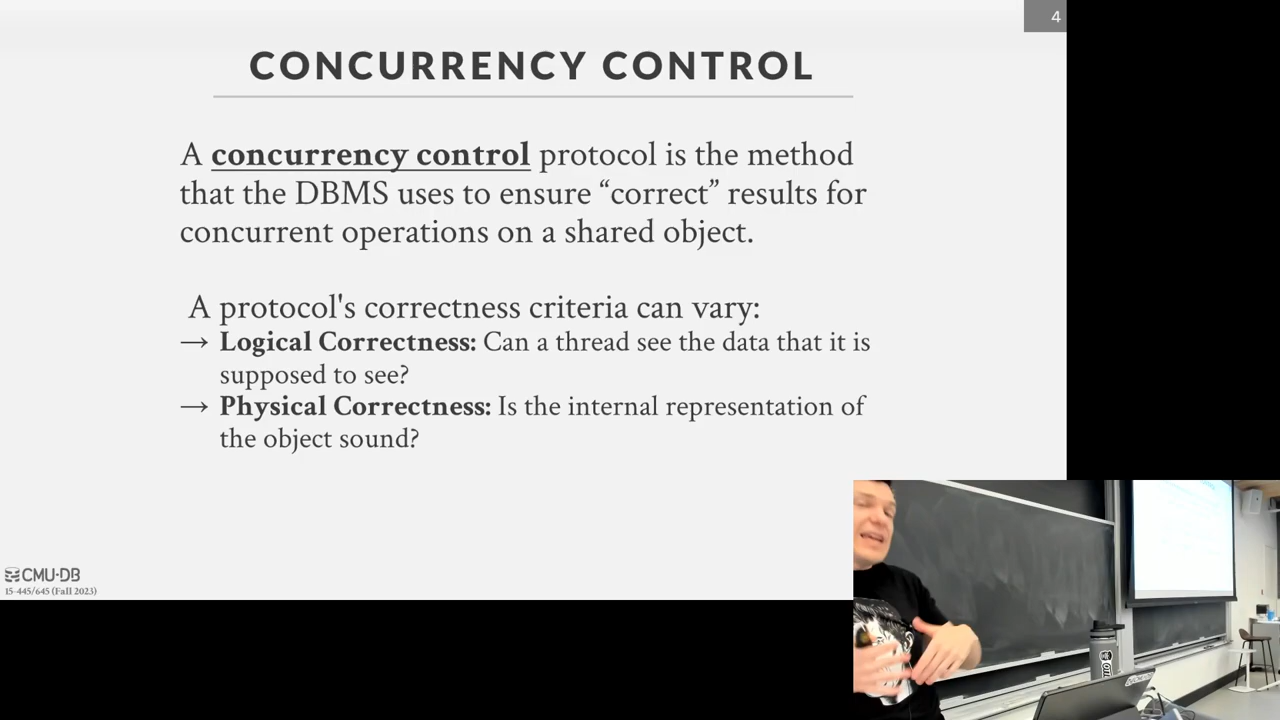 4
CONCURRENCY CONTROL
A concurrency control protocol is the method
that the DBMS uses to ensure “correct” results for
concurrent operations on a shared object.
A protocol's correctness criteria can vary:
→ Logical Correctness: Can a thread see the data that it is
supposed to see?
→ Physical Correctness: Is the internal representation of
the object sound?
CMU·DB
15-445/645 (Fall 2023)